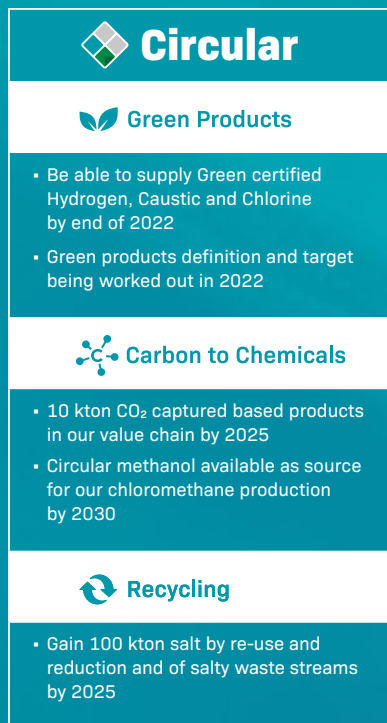 Circular
Green Products
▪ Be able to supply Green certified
Hydrogen, Caustic and Chlorine
by end of 2022
▪ Green products definition and target
being worked out in 2022
C
Carbon to Chemicals
▪ 10 kton CO₂ captured based products
in our value chain by 2025
▪ Circular methanol available as source
for our chloromethane production
by 2030
Recycling
▪ Gain 100 kton salt by re-use and
reduction and of salty waste streams
by 2025